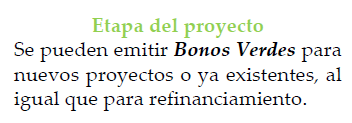 Etapa del proyecto
Se pueden emitir Bonos Verdes para
nuevos proyectos o ya existentes, al
igual que para refinanciamiento.